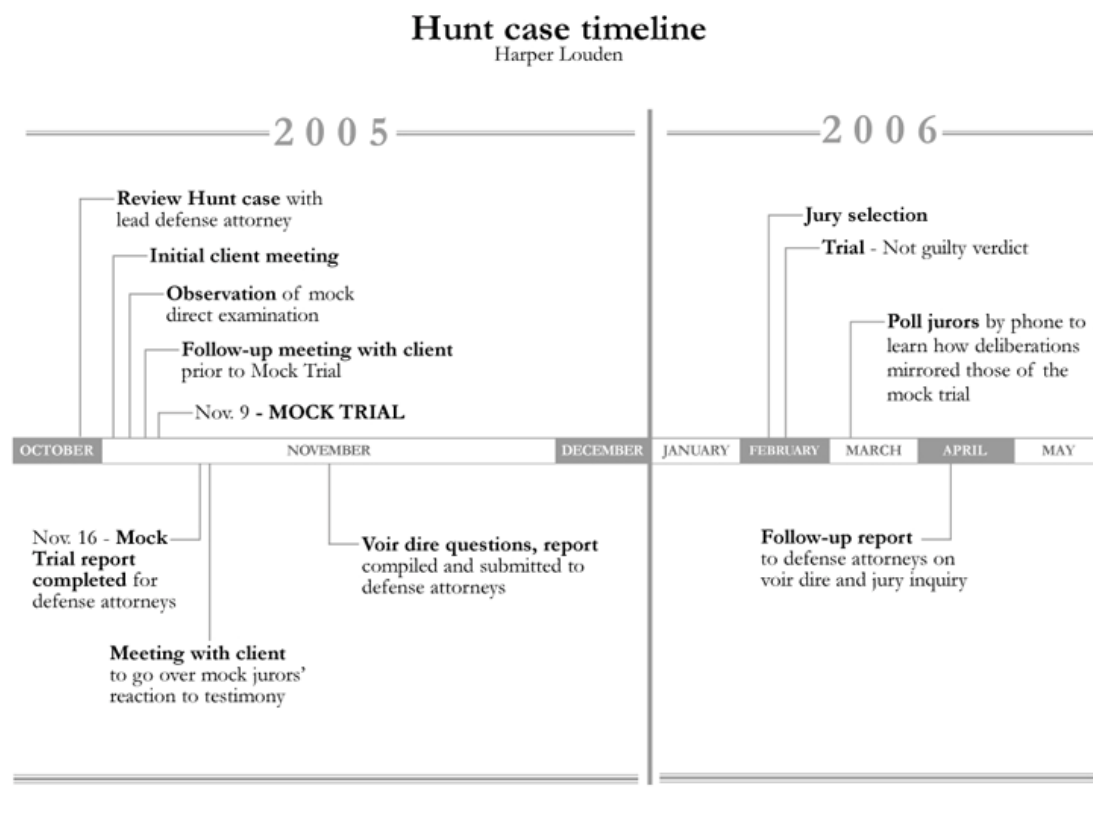 Hunt case timeline
Harper Louden
2005
2006
Review Hunt case with
lead defense attorney
Initial client meeting
Observation of mock
direct examination
Follow-up meeting with client
prior to Mock Trial
Nov. 9 - MOCK TRIAL
Jury selection
Trial - Not guilty verdict
Poll jurors by phone to
learn how deliberations
mirrored those of the
mock trial
OCTOBER NOVEMBER DECEMBER JANUARY FEBRUARY MARCH APRIL MAY
Nov. 16 - Mock
Trial report
completed for
defense attorneys
Meeting with client
to go over mock jurors’
reaction to testimony
Voir dire questions, report
compiled and submitted to
defense attorneys
Follow-up report
to defense attorneys on
voir dire and jury inquiry